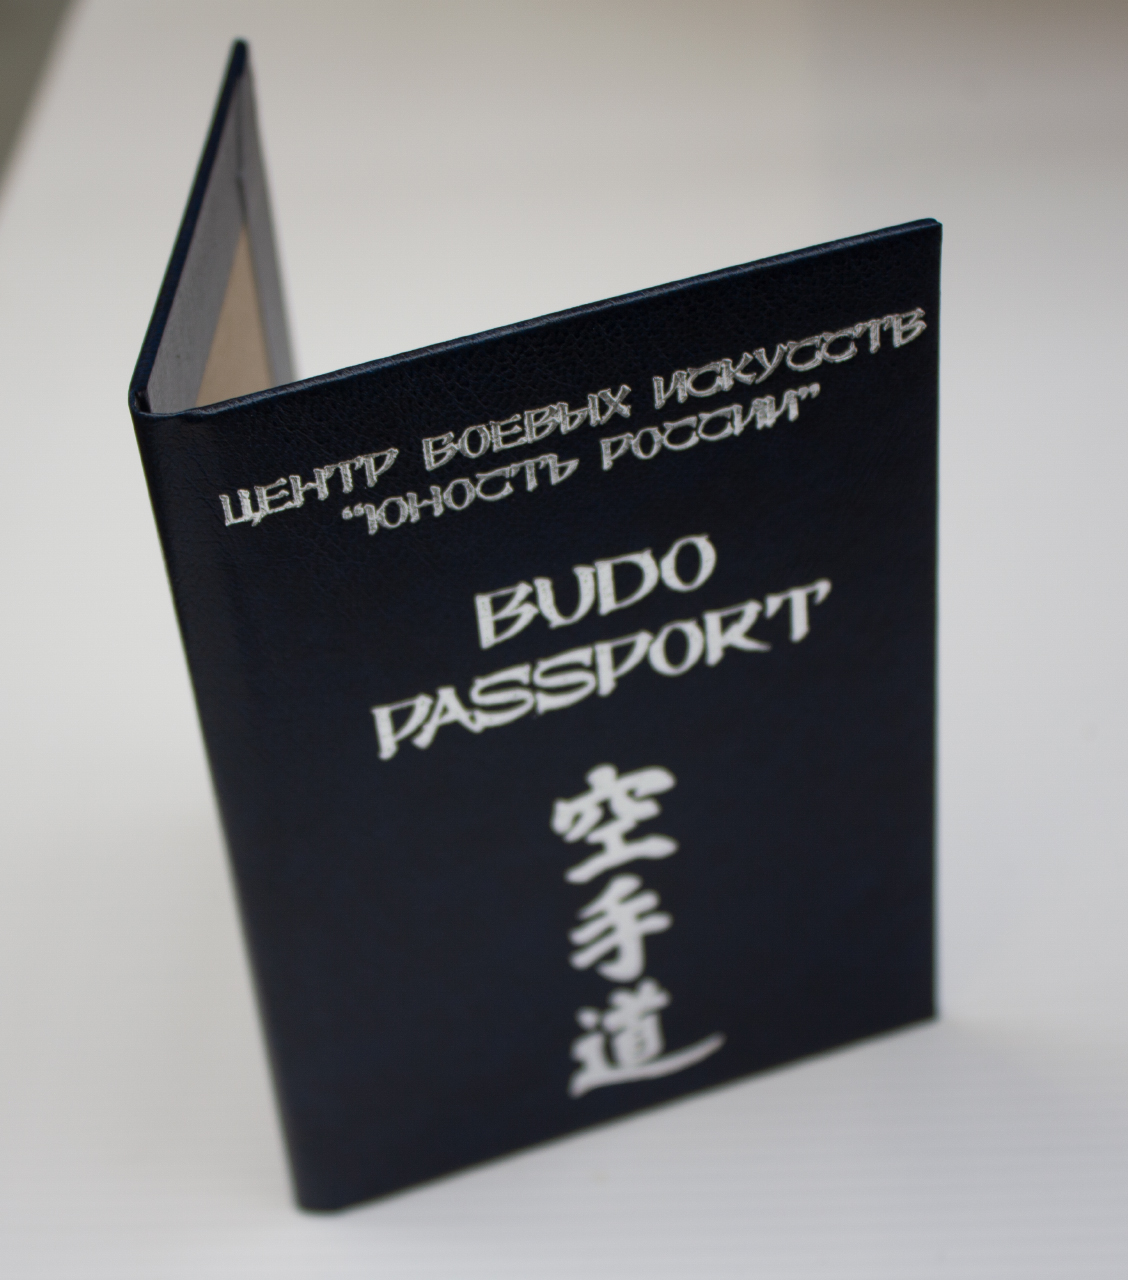 ЦЕНТР БОЕВЫХ ИСКУССТВ
“ЮНОСТЬ РОССИИ”
BUDO
PASSPORT
空手道